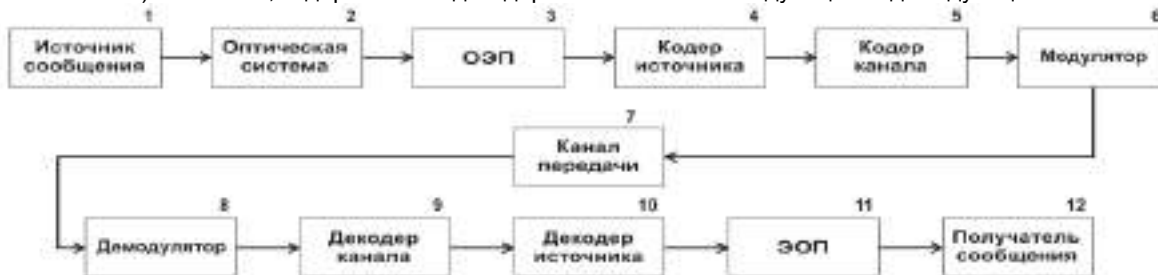 1
Источник
сообщения
2
Оптическая
система
3
ОЭП
4
Кодер
источника
5
Кодер
канала
6
Модулятор
7
Канал
передачи
8
Демодулятор
9
Декодер
канала
10
Декодер
источника
11
ЭОП
12
Получатель
сообщения